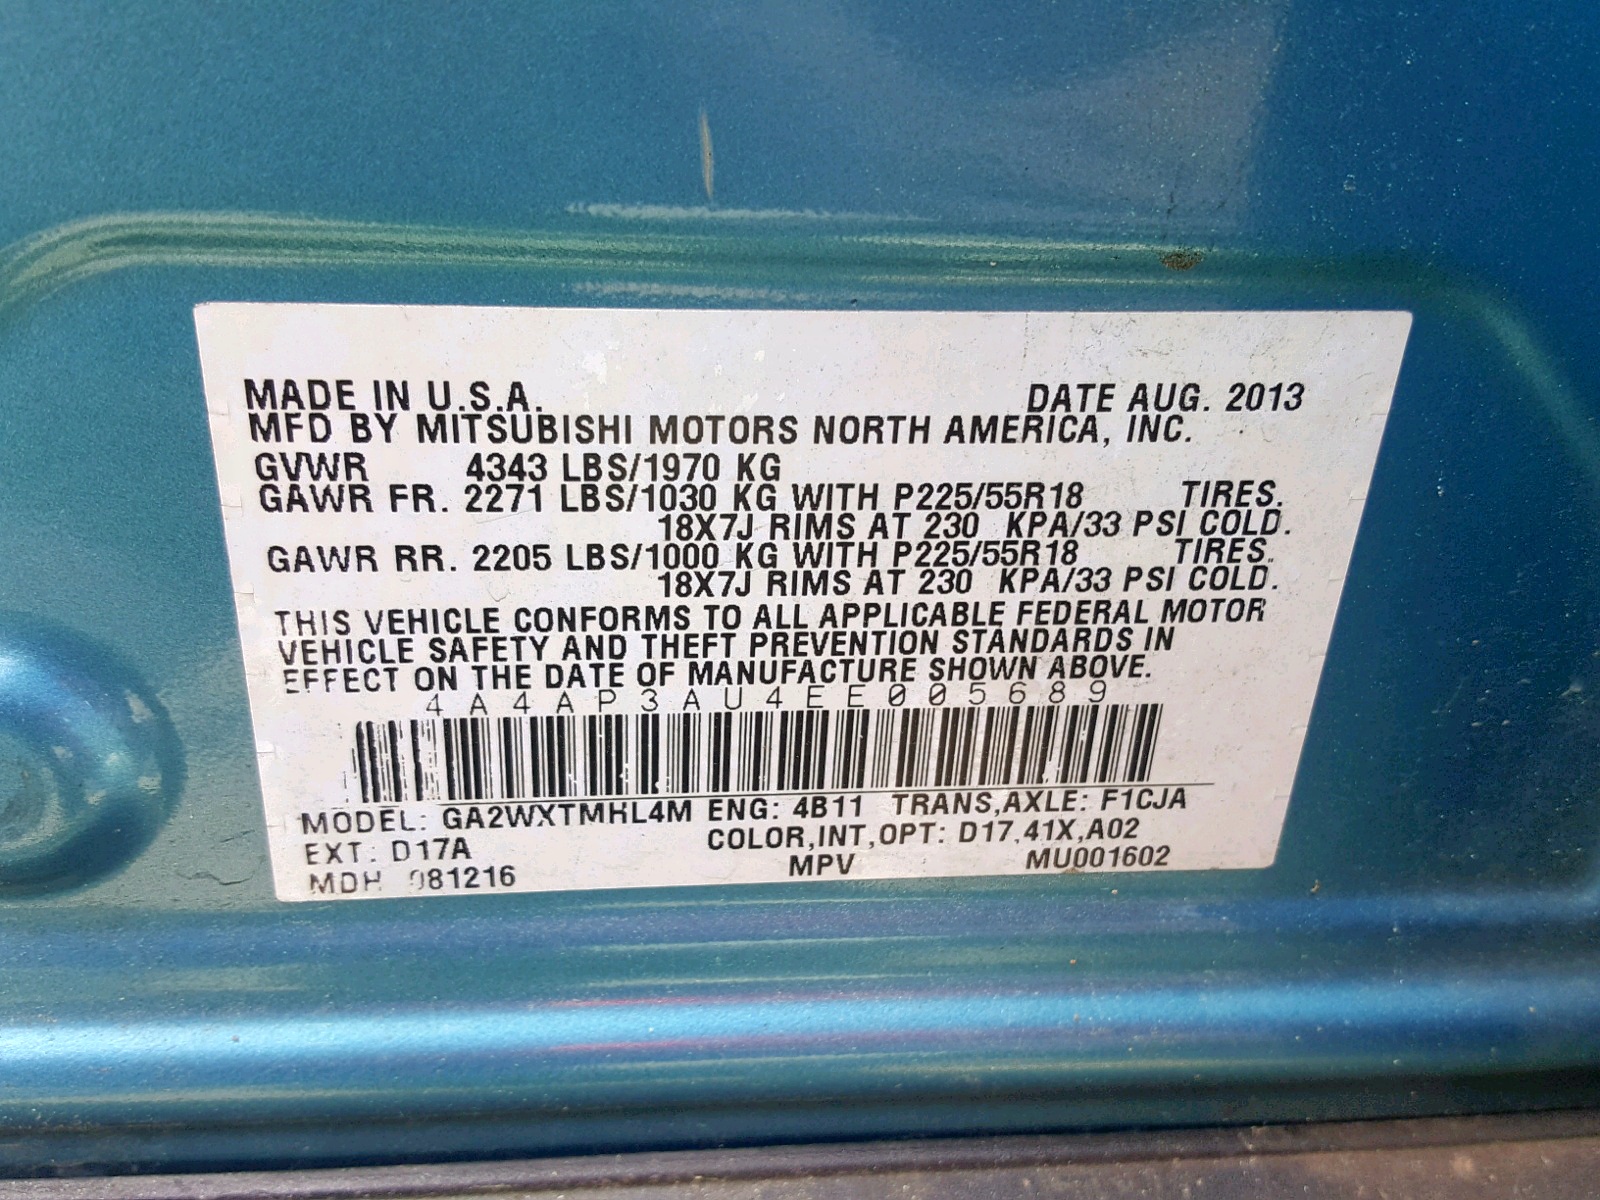 MADE IN U.S.A. DATE AUG. 2013
MFD BY MITSUBISHI MOTORS NORTH AMERICA, INC.
GVWR 4343 LBS/1970 KG
GAWR FR. 2271 LBS/1030 KG WITH P225/55R18 TIRES.
18X7J RIMS AT 230 KPA/33 PSI COLD.
GAWR RR. 2205 LBS/1000 KG WITH P225/55R18 TIRES.
18X7J RIMS AT 230 KPA/33 PSI COLD.
THIS VEHICLE CONFORMS TO ALL APPLICABLE FEDERAL MOTOR
VEHICLE SAFETY AND THEFT PREVENTION STANDARDS IN
EFFECT ON THE DATE OF MANUFACTURE SHOWN ABOVE.
4A4AP3AU4EE005689
MODEL: GA2WXTMHL4M ENG: 4B11 TRANS,AXLE: F1CJA
EXT: D17A COLOR,INT,OPT: D17,41X,A02
MDH 081216 MPV MU001602